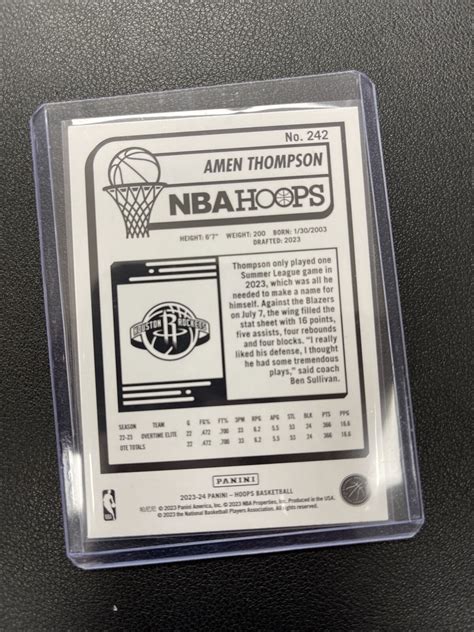 No. 242
AMEN THOMPSON
NBA HOOPS
HEIGHT: 6'7" WEIGHT: 200 BORN: 1/30/2003
DRAFTED: 2023
Thompson only played one
Summer League game in
2023, which was all he
needed to make a name for
himself. Against the Blazers
on July 7, the wing filled the
stat sheet with 16 points,
five assists, four rebounds
and four blocks. "I really
liked his defense, I thought
he had some tremendous
plays," said coach
Ben Sullivan.
HOUSTON ROCKETS
SEASON TEAM G FG% FT% 3PM RPG APG STL BLK PTS PPG
22-23 OVERTIME ELITE 22 .472 .706 33 6.2 5.5 53 24 366 16.6
OTE TOTALS 22 .472 .706 33 6.2 5.5 53 24 366 16.6
PANINI
2023-24 PANINI - HOOPS BASKETBALL
© 2023 Panini America, Inc. © 2023 NBA Properties, Inc. Produced in the USA.
© 2023 the National Basketball Players Association. All rights reserved.